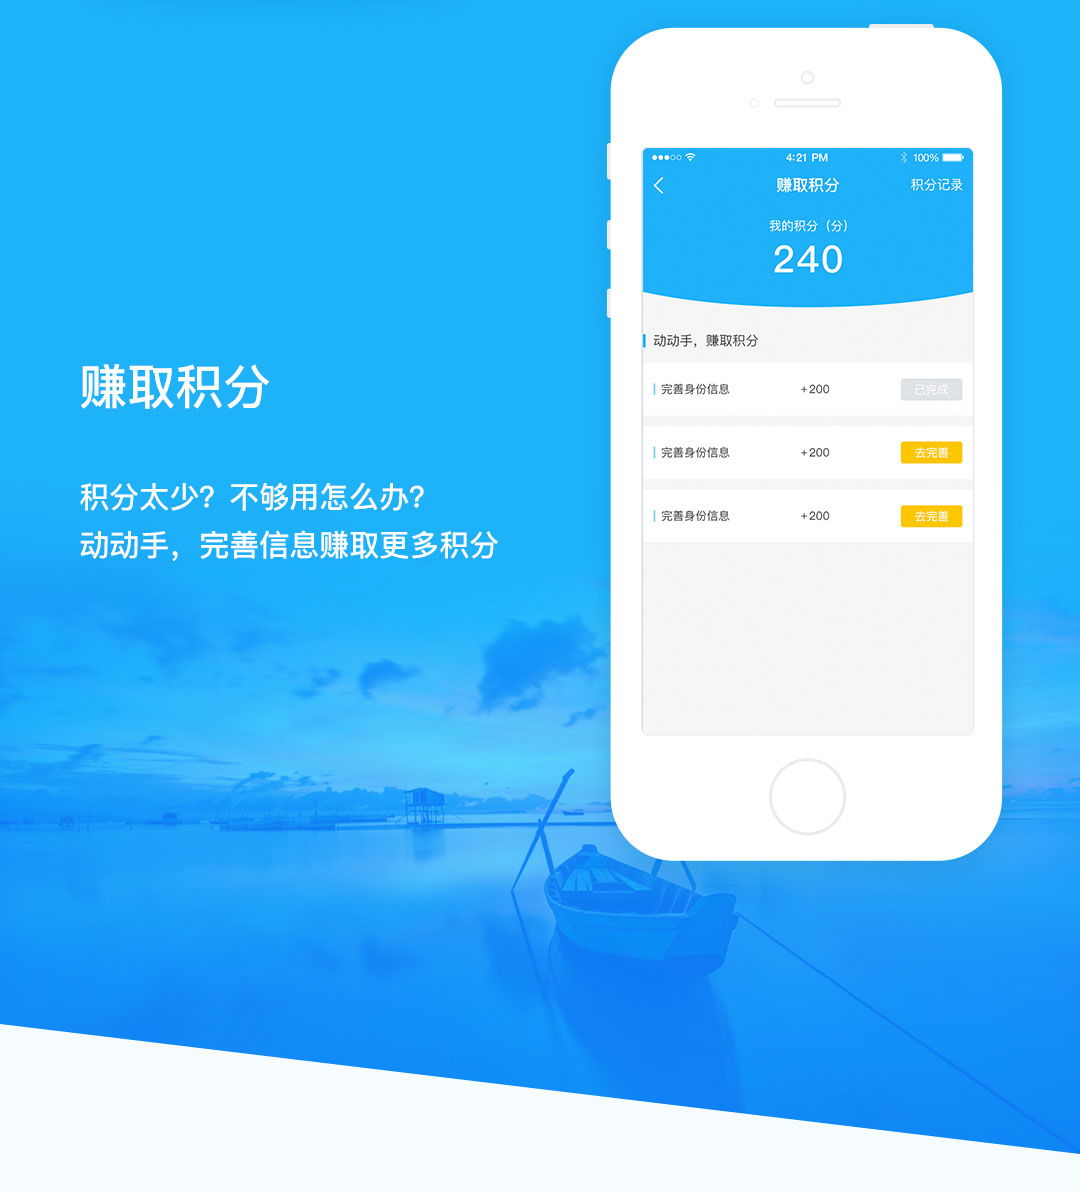 赚取积分
积分太少？不够用怎么办？
动动手，完善信息赚取更多积分
4:21 PM
100%
赚取积分
积分记录
我的积分（分）
240
动动手，赚取积分
完善身份信息 +200 已完成
完善身份信息 +200 去完善
完善身份信息 +200 去完善